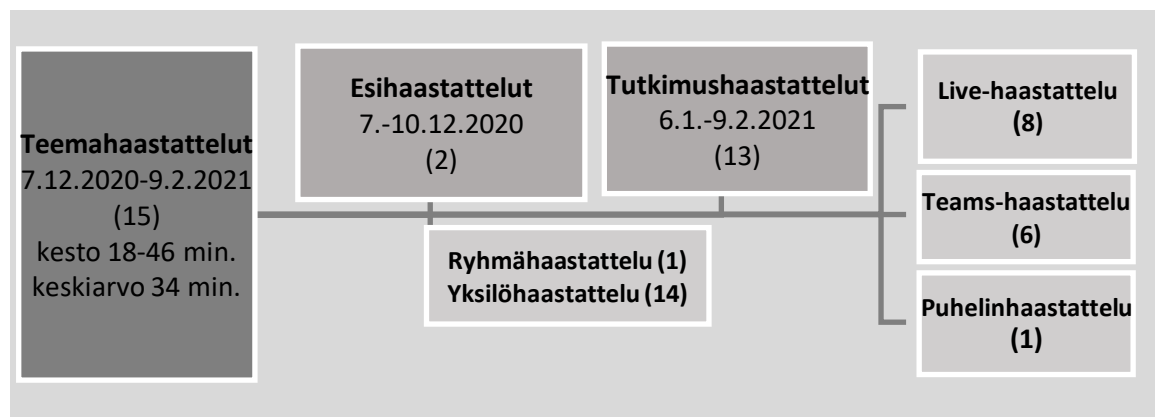 Teemahaastattelut
7.12.2020-9.2.2021
(15)
kesto 18-46 min.
keskiarvo 34 min.
Esihaastattelut
7.-10.12.2020
(2)
Tutkimushaastattelut
6.1.-9.2.2021
(13)
Ryhmähaastattelu (1)
Yksilöhaastattelu (14)
Live-haastattelu
(8)
Teams-haastattelu
(6)
Puhelinhaastattelu
(1)